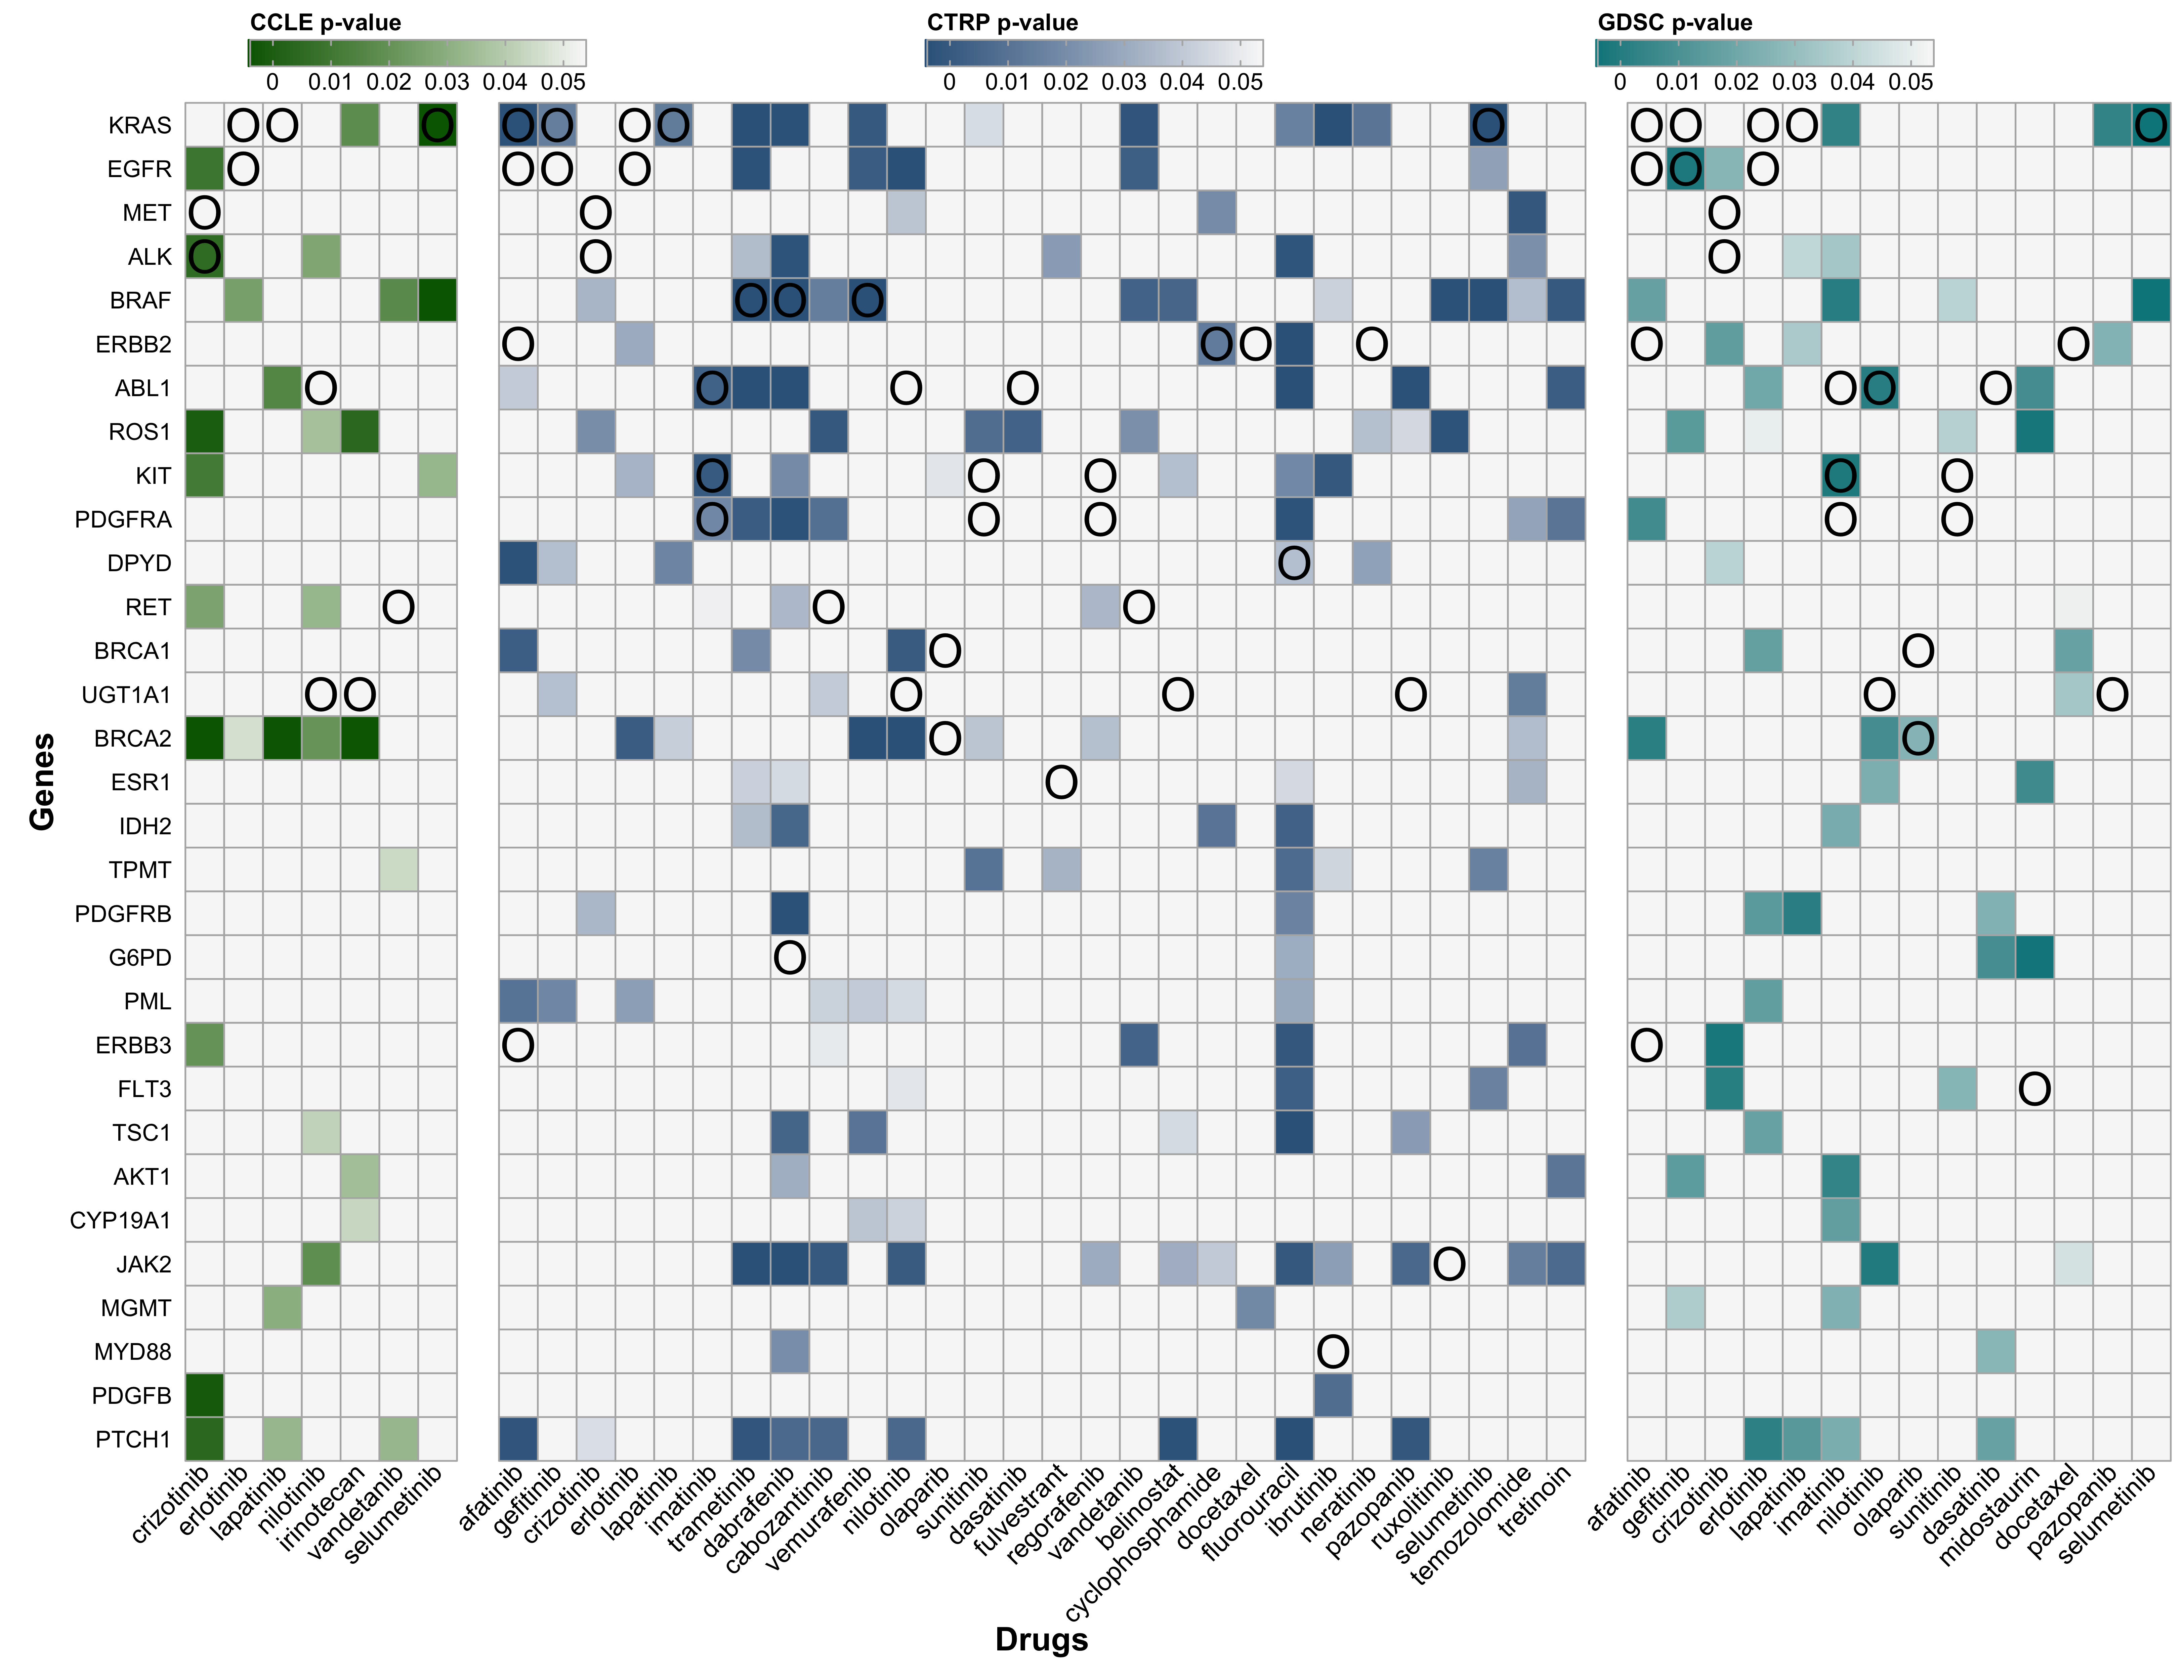 CCLE p-value
CTRP p-value
GDSC p-value
0 0.01 0.02 0.03 0.04 0.05
0 0.01 0.02 0.03 0.04 0.05
0 0.01 0.02 0.03 0.04 0.05
KRAS
EGFR
MET
ALK
BRAF
ERBB2
ABL1
ROS1
KIT
PDGFRA
DPYD
RET
BRCA1
UGT1A1
BRCA2
ESR1
IDH2
TPMT
PDGFRB
G6PD
PML
ERBB3
FLT3
TSC1
AKT1
CYP19A1
JAK2
MGMT
MYD88
PDGFB
PTCH1
Genes
crizotinib
erlotinib
lapatinib
nilotinib
irinotecan
vandetanib
selumetinib
afatinib
gefitinib
crizotinib
erlotinib
lapatinib
imatinib
trametinib
dabrafenib
cabozantinib
vemurafenib
nilotinib
olaparib
sunitinib
dasatinib
fulvestrant
regorafenib
vandetanib
belinostat
cyclophosphamide
docetaxel
fluorouracil
ibrutinib
neratinib
pazopanib
ruxolitinib
selumetinib
temozolomide
tretinoin
afatinib
gefitinib
crizotinib
erlotinib
lapatinib
imatinib
nilotinib
olaparib
sunitinib
dasatinib
midostaurin
docetaxel
pazopanib
selumetinib
Drugs